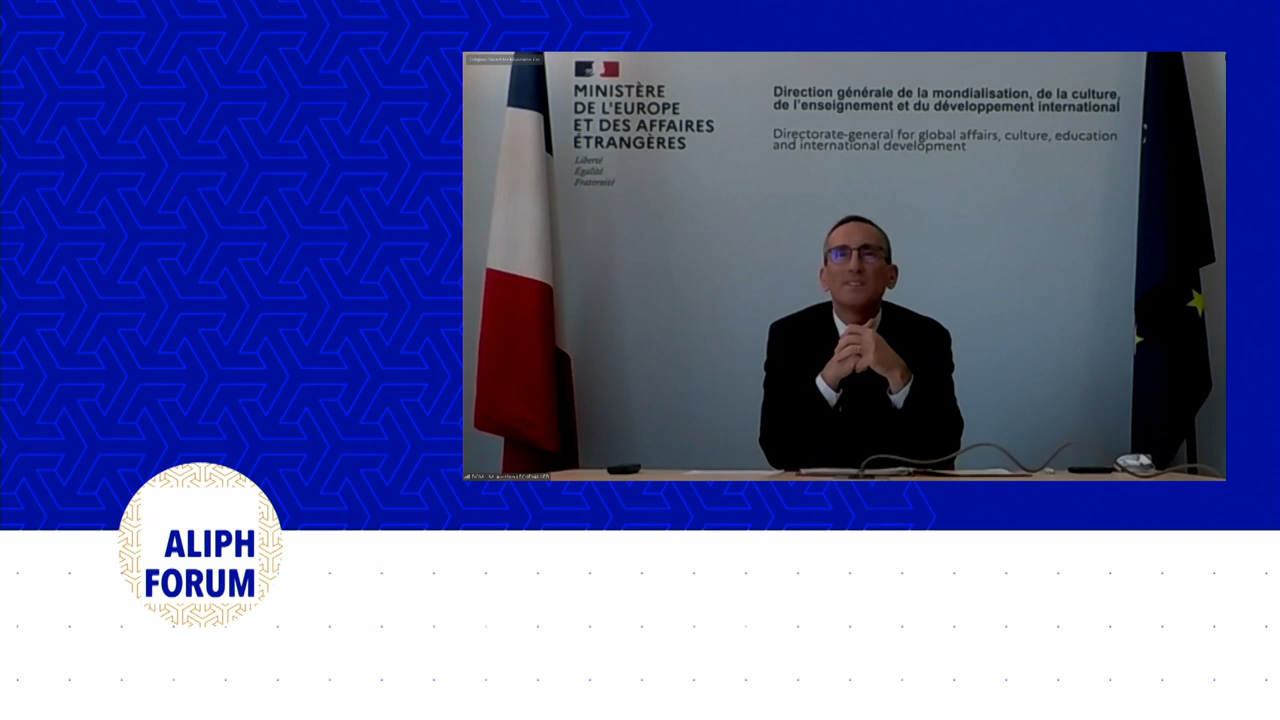 MINISTÈRE
DE L'EUROPE
ET DES AFFAIRES
ÉTRANGÈRES
Liberté
Égalité
Fraternité
Direction générale de la mondialisation, de la culture,
de l'enseignement et du développement international
Directorate-general for global affairs, culture, education
and international development
ALIPH
FORUM